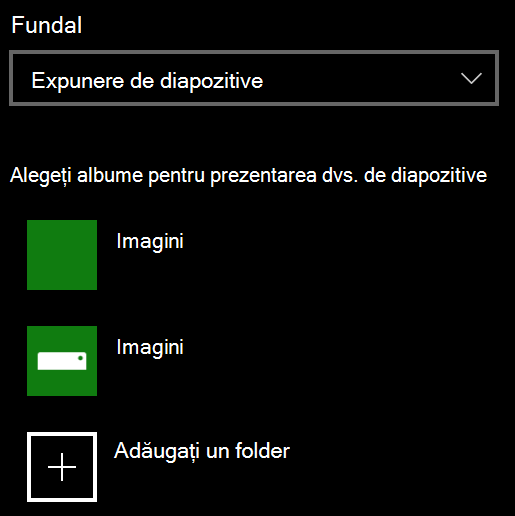 Fundal
Expunere de diapozitive
Alegeți albume pentru prezentarea dvs. de diapozitive
Imagini
Imagini
Adăugați un folder